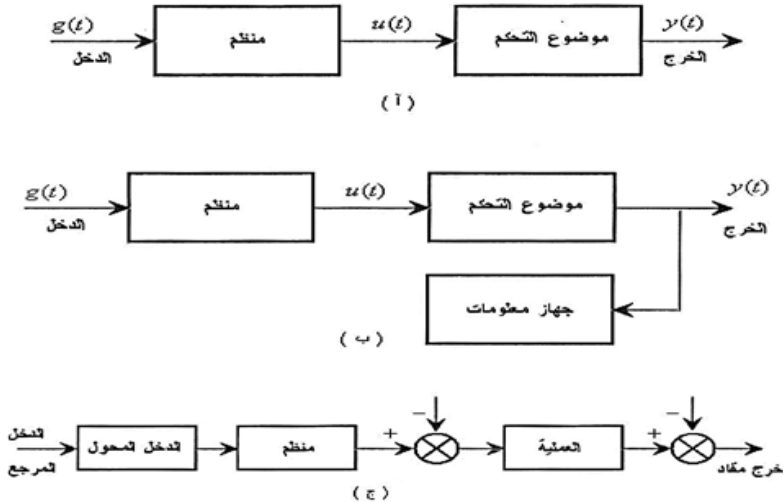 g(t) u(t) y(t)
الدخل منظم موضوع التحكم الخرج
( آ )
g(t) u(t) y(t)
الدخل منظم موضوع التحكم الخرج
جهاز معلومات
( ب )
الدخل المرجع الدخل المحول منظم + − العملية + − خرج مقاد
( ج )